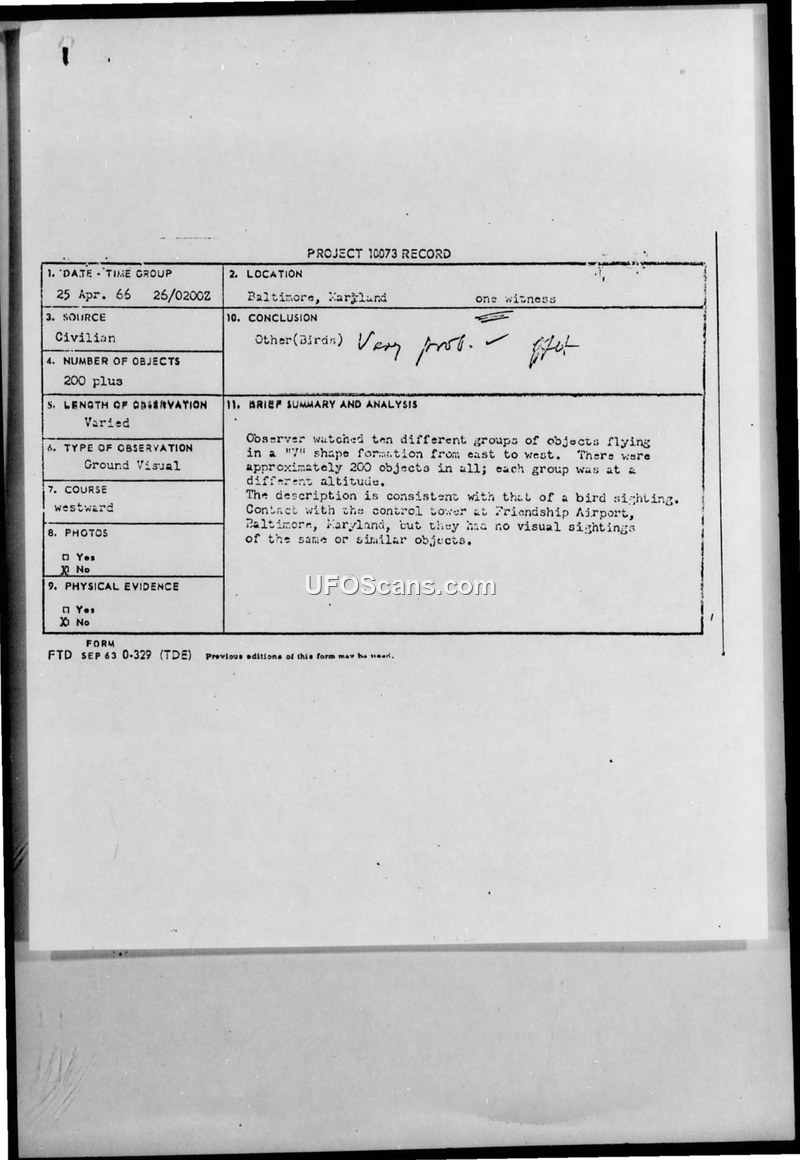 PROJECT 10073 RECORD
1. DATE - TIME GROUP
25 Apr. 66 26/0200Z
2. LOCATION
Baltimore, Maryland one witness
3. SOURCE
Civilian
10. CONCLUSION
Other(Birds) Very prob. ✓
4. NUMBER OF OBJECTS
200 plus
5. LENGTH OF OBSERVATION
Varied
11. BRIEF SUMMARY AND ANALYSIS
Observer watched ten different groups of objects flying
in a "V" shape formation from east to west. There were
approximately 200 objects in all; each group was at a
different altitude.
The description is consistent with that of a bird sighting.
Contact with the control tower at Friendship Airport,
Baltimore, Maryland, but they had no visual sightings
of the same or similar objects.
6. TYPE OF OBSERVATION
Ground Visual
7. COURSE
westward
8. PHOTOS
□ Yes
X No
9. PHYSICAL EVIDENCE
□ Yes
X No
FORM
FTD SEP 63 0-329 (TDE) Previous editions of this form may be used.
UFOScans.com